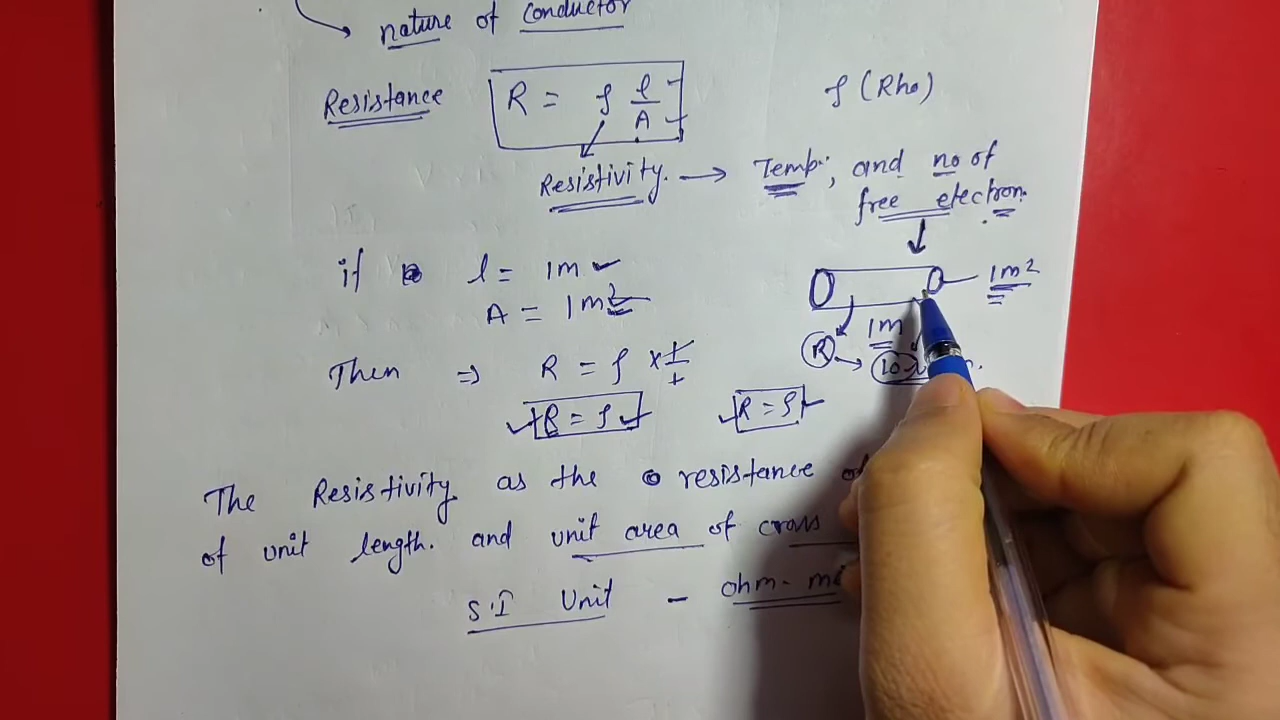 nature of conductor
Resistance R = ρ l/A ρ (Rho)
Resistivity. → Temp., and no of
free electron.
if l = 1m
A = 1m²
1m²
1m
R → 10
Then ⇒ R = ρ × 1/1
R = ρ R = ρ
The Resistivity as the resistance
of unit length. and unit area of cross
S.I Unit - ohm-